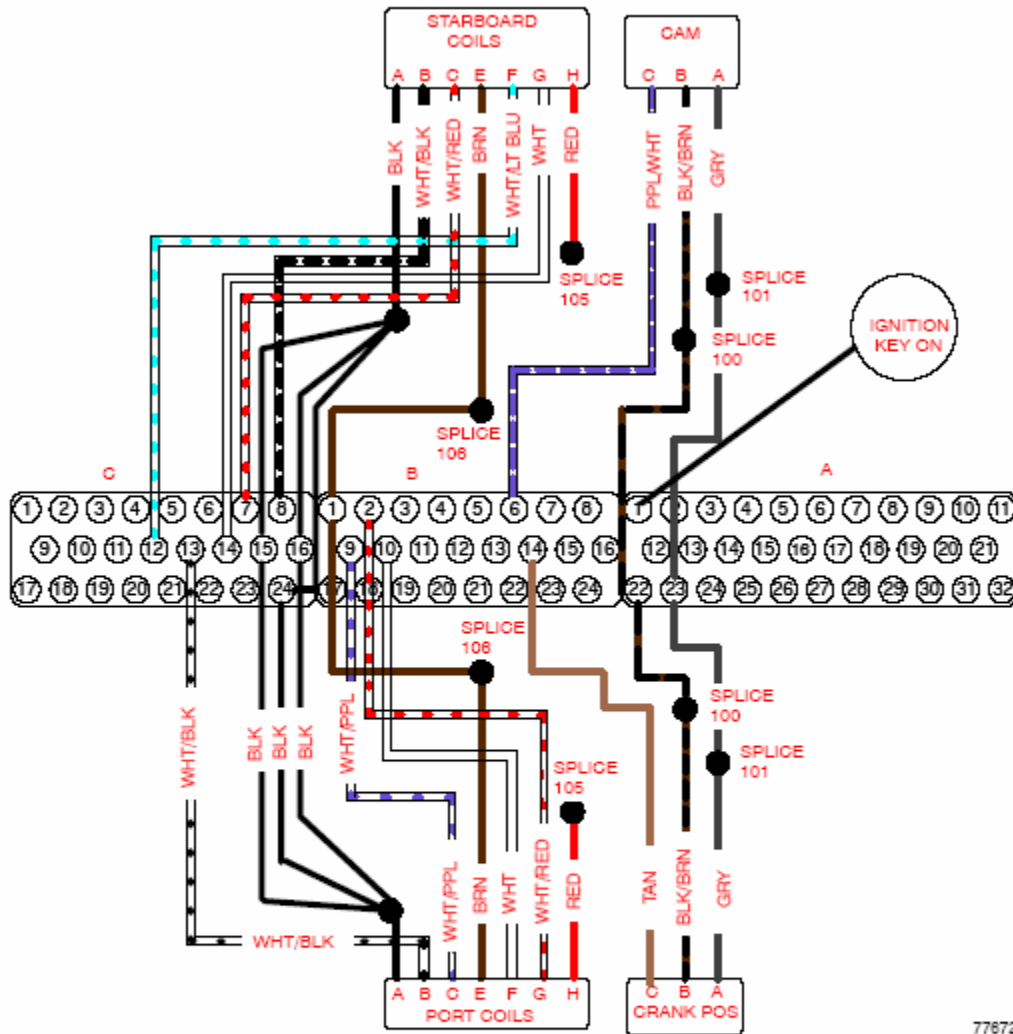 STARBOARD
COILS
A B C E F G H
CAM
C B A
BLK
WHT/BLK
WHT/RED
BRN
WHT/LT BLU
WHT
RED
PPL/WHT
BLK/BRN
GRY
SPLICE
105
SPLICE
101
SPLICE
100
IGNITION
KEY ON
SPLICE
106
C
B
A
1 2 3 4 5 6 7 8
9 10 11 12 13 14 15 16
17 18 19 20 21 22 23 24
1 2 3 4 5 6 7 8
9 10 11 12 13 14 15 16
17 18 19 20 21 22 23 24
1 2 3 4 5 6 7 8 9 10 11
12 13 14 15 16 17 18 19 20 21
22 23 24 25 26 27 28 29 30 31 32
SPLICE
106
SPLICE
100
SPLICE
101
SPLICE
105
WHT/BLK
BLK
BLK
BLK
WHT/PPL
WHT/BLK
WHT/PPL
BRN
WHT
WHT/RED
RED
TAN
BLK/BRN
GRY
A B C E F G H
PORT COILS
C B A
CRANK POS